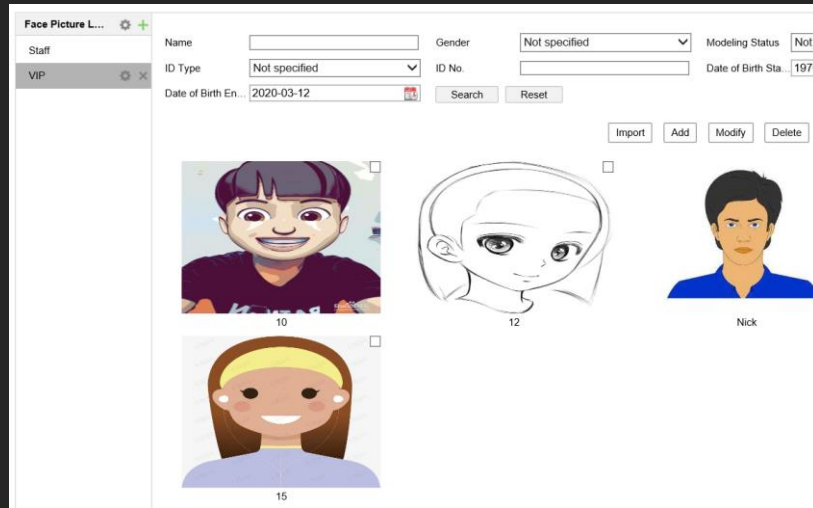 Face Picture L...
Staff
VIP
Name
Gender Not specified
Modeling Status Not
ID Type Not specified
ID No.
Date of Birth Sta... 197
Date of Birth En... 2020-03-12
Search Reset
Import Add Modify Delete
10
12
Nick
15